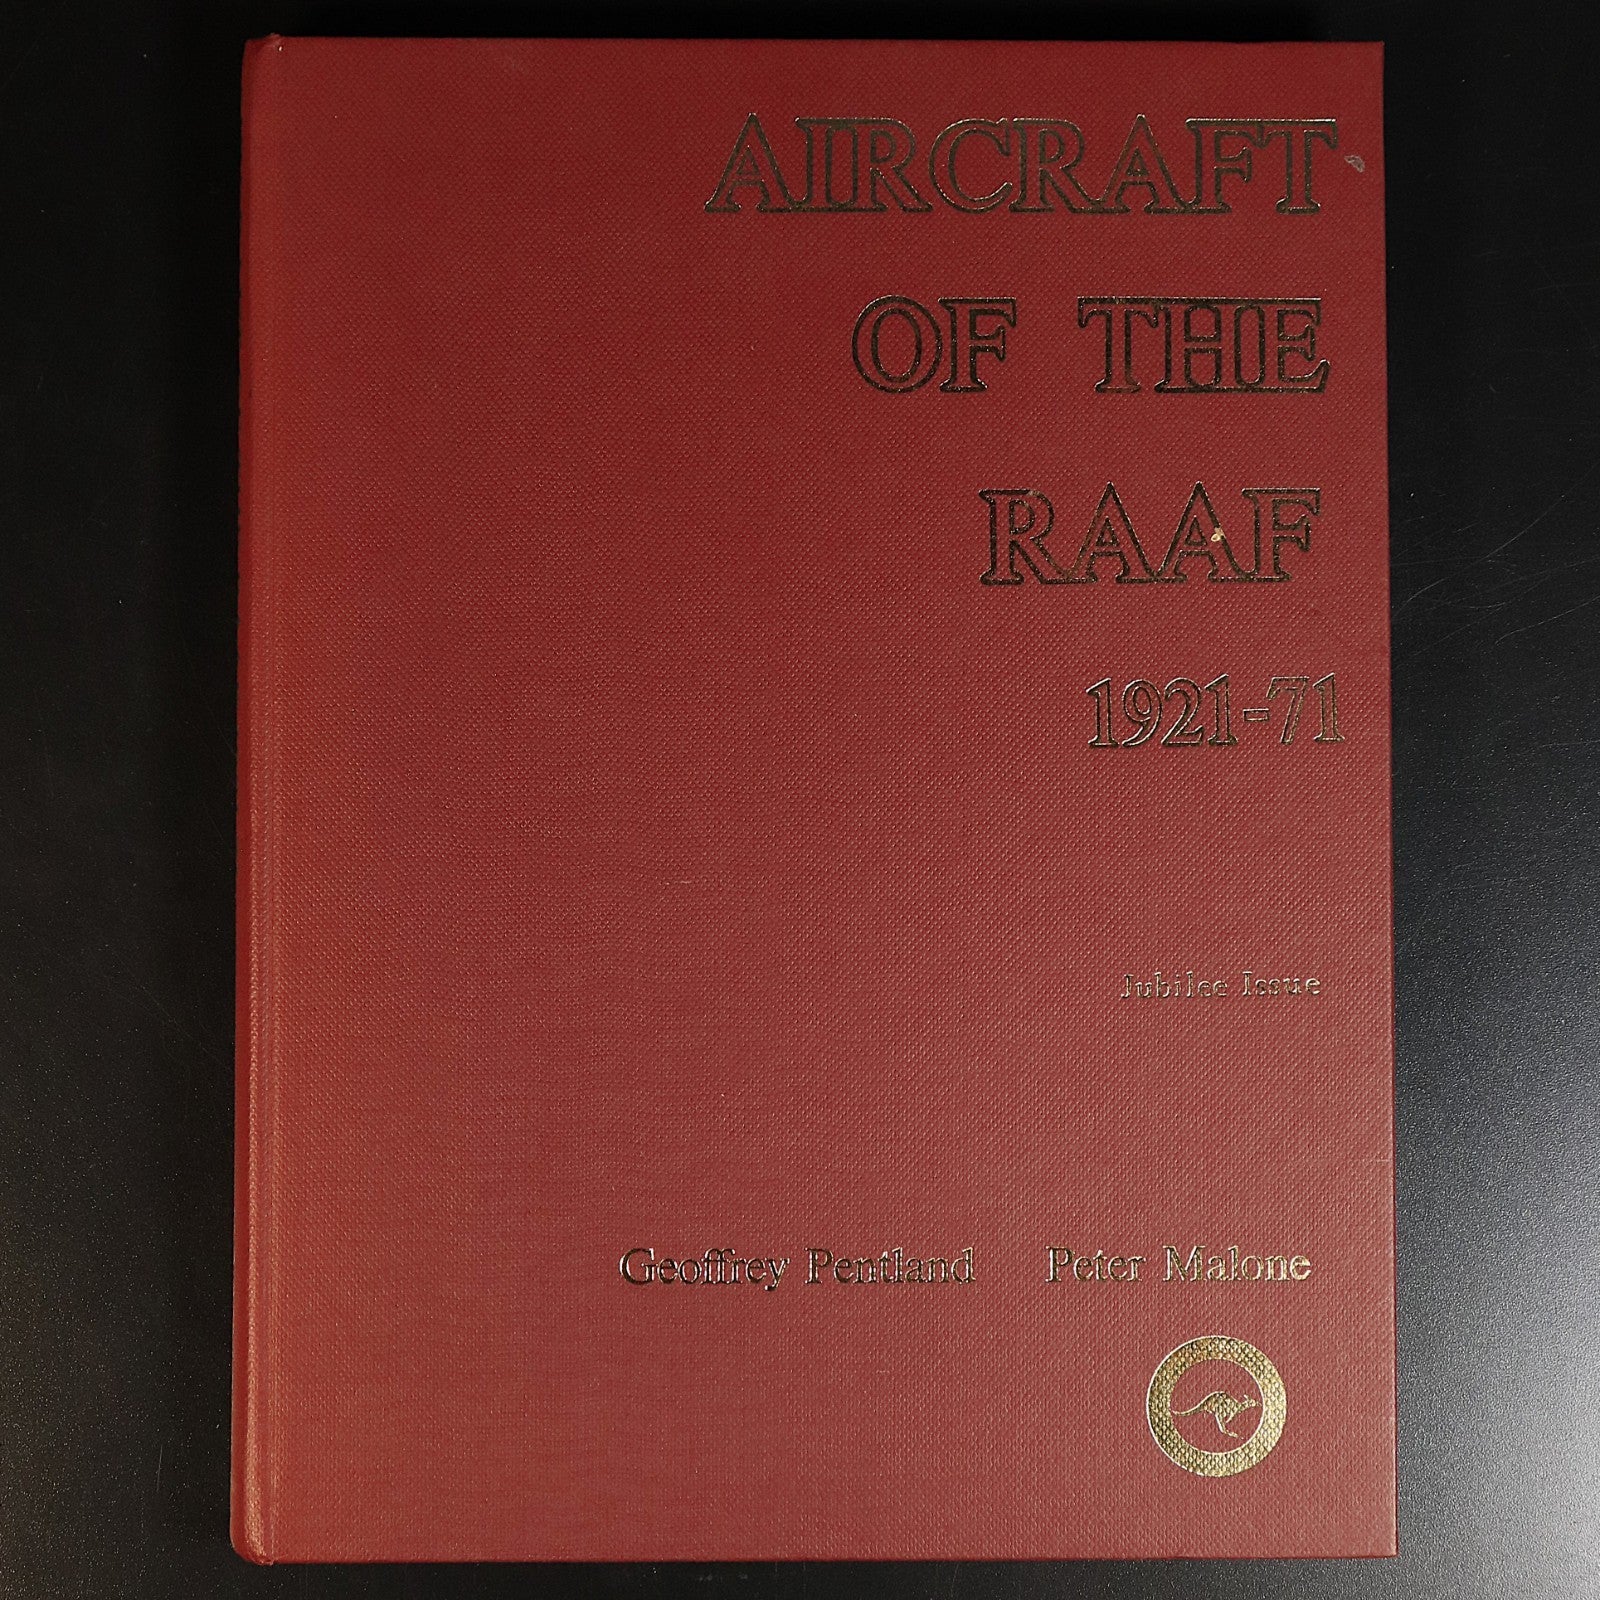 AIRCRAFT
OF THE
RAAF
1921-71
Jubilee Issue
Geoffrey Pentland Peter Malone